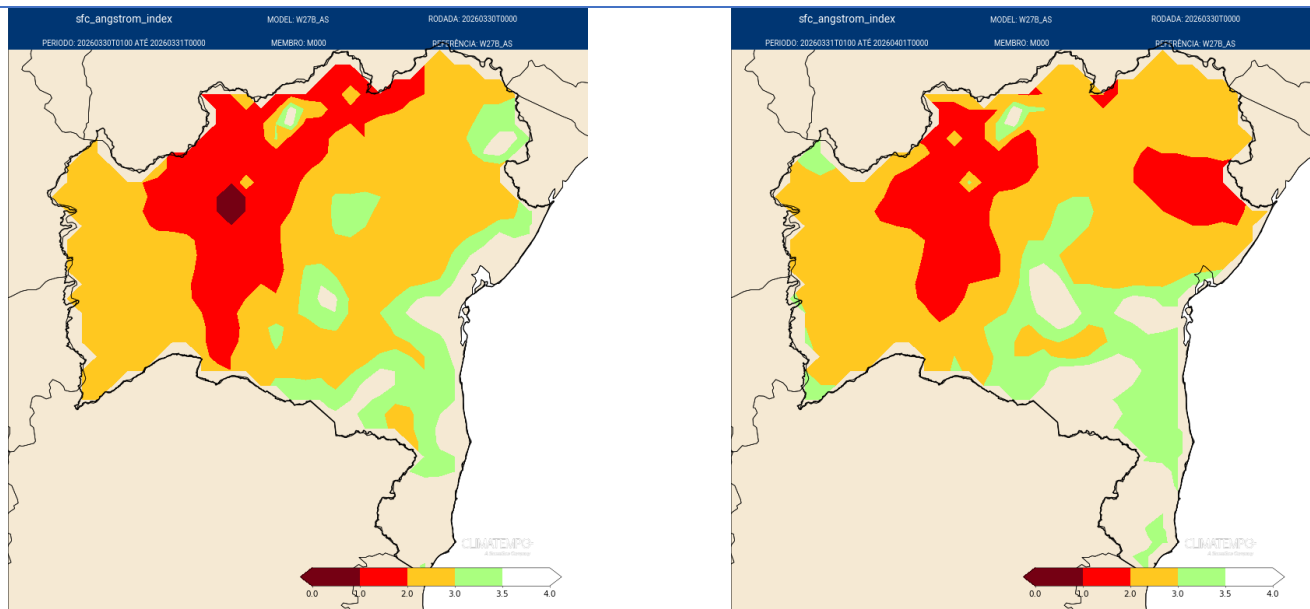 sfc_angstrom_index MODEL: W27B_AS RODADA: 20260330T0000
PERIODO: 20260330T0100 ATÉ 20260331T0000 MEMBRO: M000 REFERÊNCIA: W27B_AS
CLIMATEMPO
0.0 1.0 2.0 3.0 3.5 4.0
sfc_angstrom_index MODEL: W27B_AS RODADA: 20260330T0000
PERIODO: 20260331T0100 ATÉ 20260401T0000 MEMBRO: M000 REFERÊNCIA: W27B_AS
CLIMATEMPO
0.0 1.0 2.0 3.0 3.5 4.0